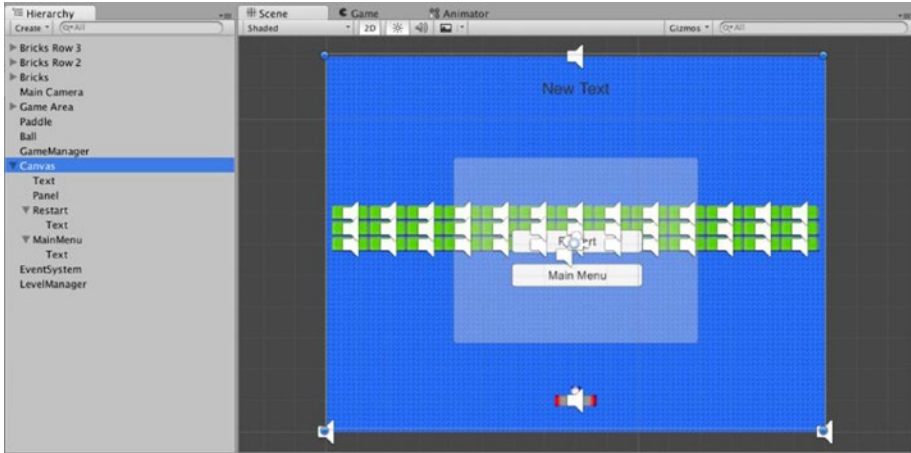 Hierarchy
Create
All
Bricks Row 3
Bricks Row 2
Bricks
Main Camera
Game Area
Paddle
Ball
GameManager
Canvas
Text
Panel
Restart
Text
MainMenu
Text
EventSystem
LevelManager
Scene Game Animator
Shaded 2D Gizmos All
New Text
Main Menu